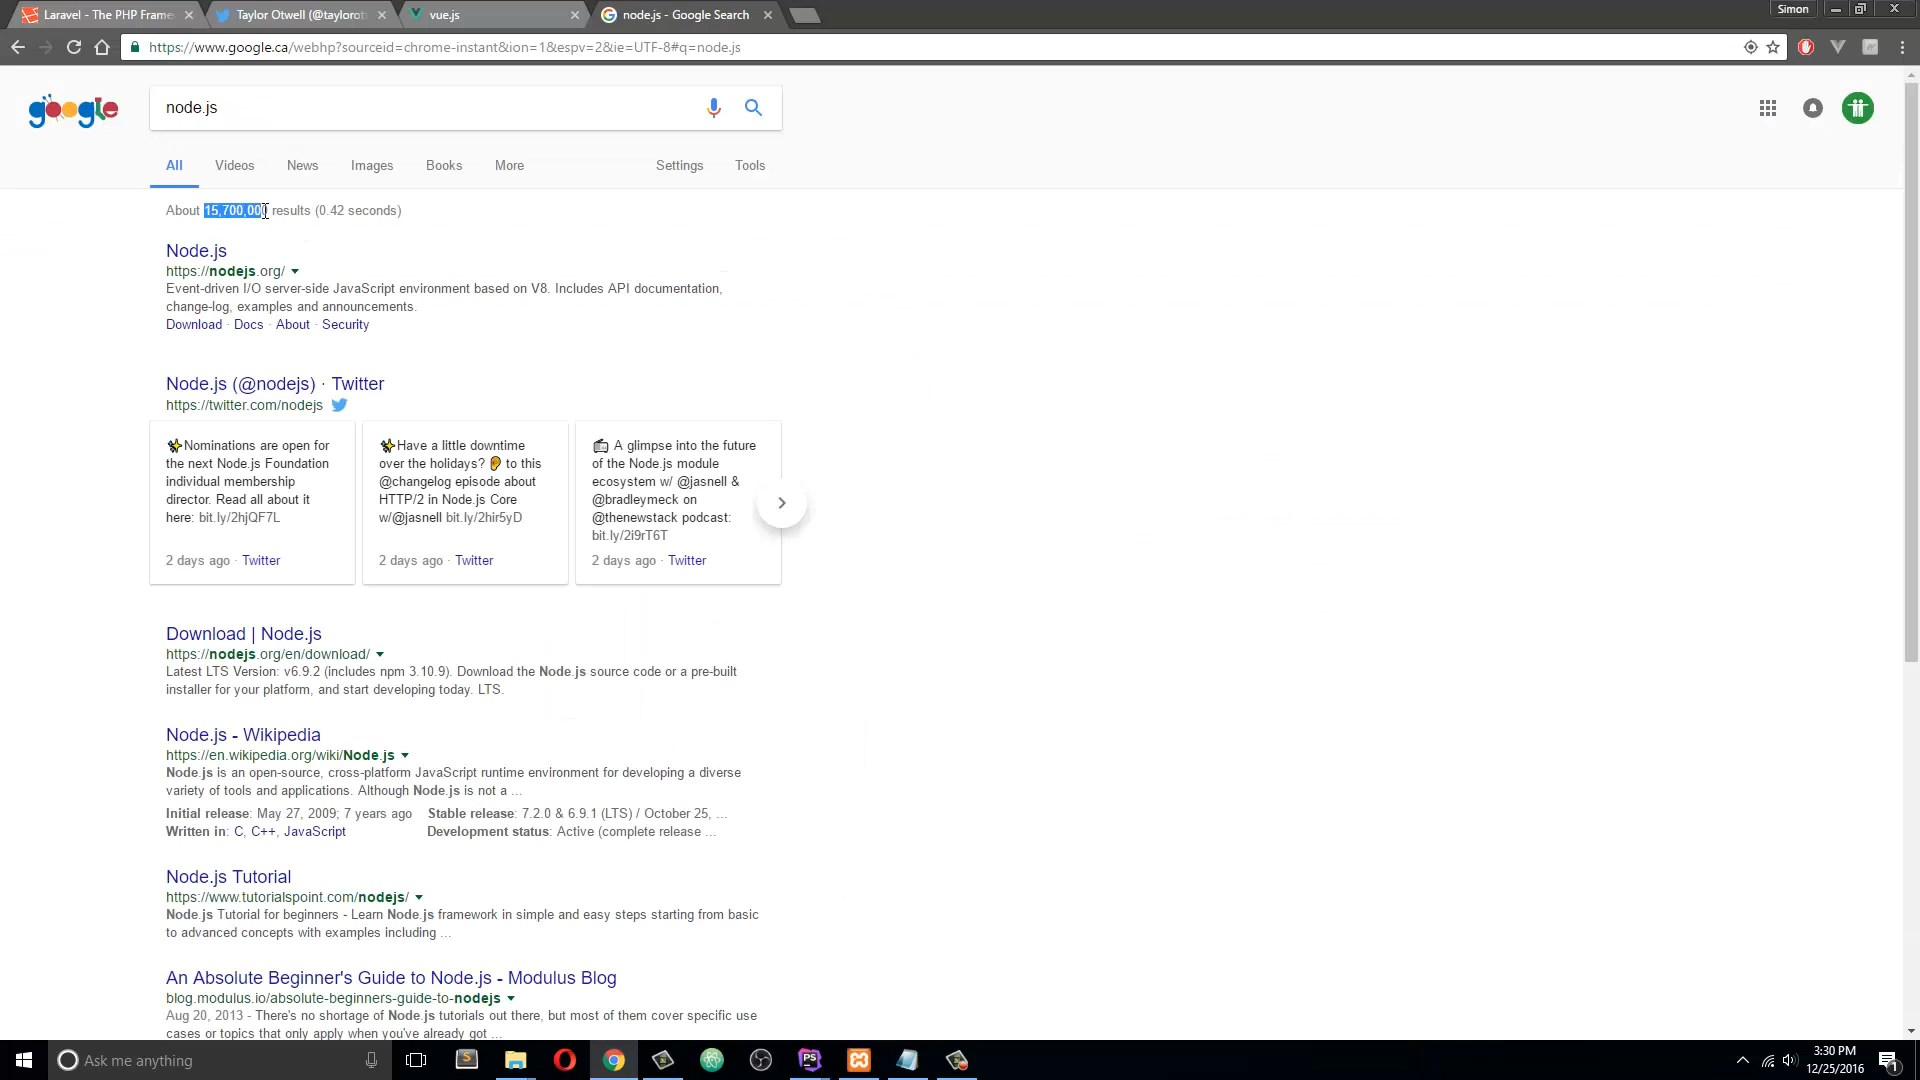 Laravel - The PHP Frame
Taylor Otwell (@taylorot
vue.js
node.js - Google Search
Simon
https://www.google.ca/webhp?sourceid=chrome-instant&ion=1&espv=2&ie=UTF-8#q=node.js
google
node.js
All Videos News Images Books More Settings Tools
About 15,700,000 results (0.42 seconds)
Node.js
https://nodejs.org/
Event-driven I/O server-side JavaScript environment based on V8. Includes API documentation,
change-log, examples and announcements.
Download · Docs · About · Security
Node.js (@nodejs) · Twitter
https://twitter.com/nodejs
✨Nominations are open for
the next Node.js Foundation
individual membership
director. Read all about it
here: bit.ly/2hjQF7L
2 days ago · Twitter
✨Have a little downtime
over the holidays? 👂 to this
@changelog episode about
HTTP/2 in Node.js Core
w/@jasnell bit.ly/2hir5yD
2 days ago · Twitter
📻 A glimpse into the future
of the Node.js module
ecosystem w/ @jasnell &
@bradleymeck on
@thenewstack podcast:
bit.ly/2i9rT6T
2 days ago · Twitter
Download | Node.js
https://nodejs.org/en/download/
Latest LTS Version: v6.9.2 (includes npm 3.10.9). Download the Node.js source code or a pre-built
installer for your platform, and start developing today. LTS.
Node.js - Wikipedia
https://en.wikipedia.org/wiki/Node.js
Node.js is an open-source, cross-platform JavaScript runtime environment for developing a diverse
variety of tools and applications. Although Node.js is not a ...
Initial release: May 27, 2009; 7 years ago Stable release: 7.2.0 & 6.9.1 (LTS) / October 25, ...
Written in: C, C++, JavaScript Development status: Active (complete release ...
Node.js Tutorial
https://www.tutorialspoint.com/nodejs/
Node.js Tutorial for beginners - Learn Node.js framework in simple and easy steps starting from basic
to advanced concepts with examples including ...
An Absolute Beginner's Guide to Node.js - Modulus Blog
blog.modulus.io/absolute-beginners-guide-to-nodejs
Aug 20, 2013 - There's no shortage of Node.js tutorials out there, but most of them cover specific use
cases or topics that only apply when you've already got ...
Ask me anything
S
PS
3:30 PM
12/25/2016
1